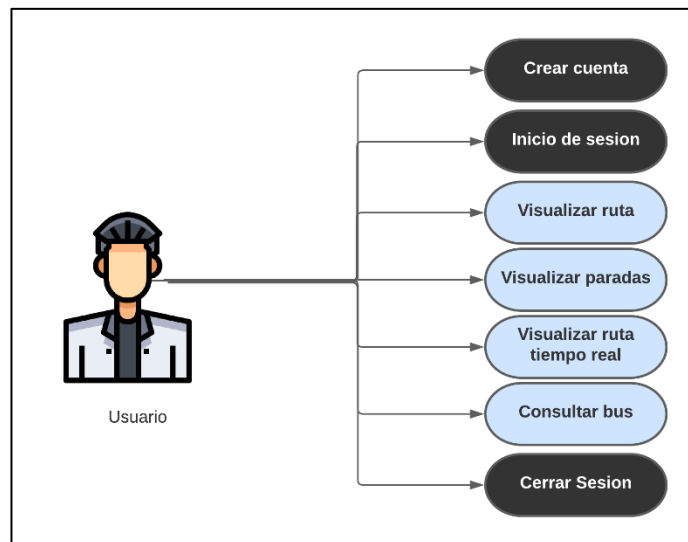 Crear cuenta
Inicio de sesion
Visualizar ruta
Visualizar paradas
Visualizar ruta
tiempo real
Consultar bus
Cerrar Sesion
Usuario